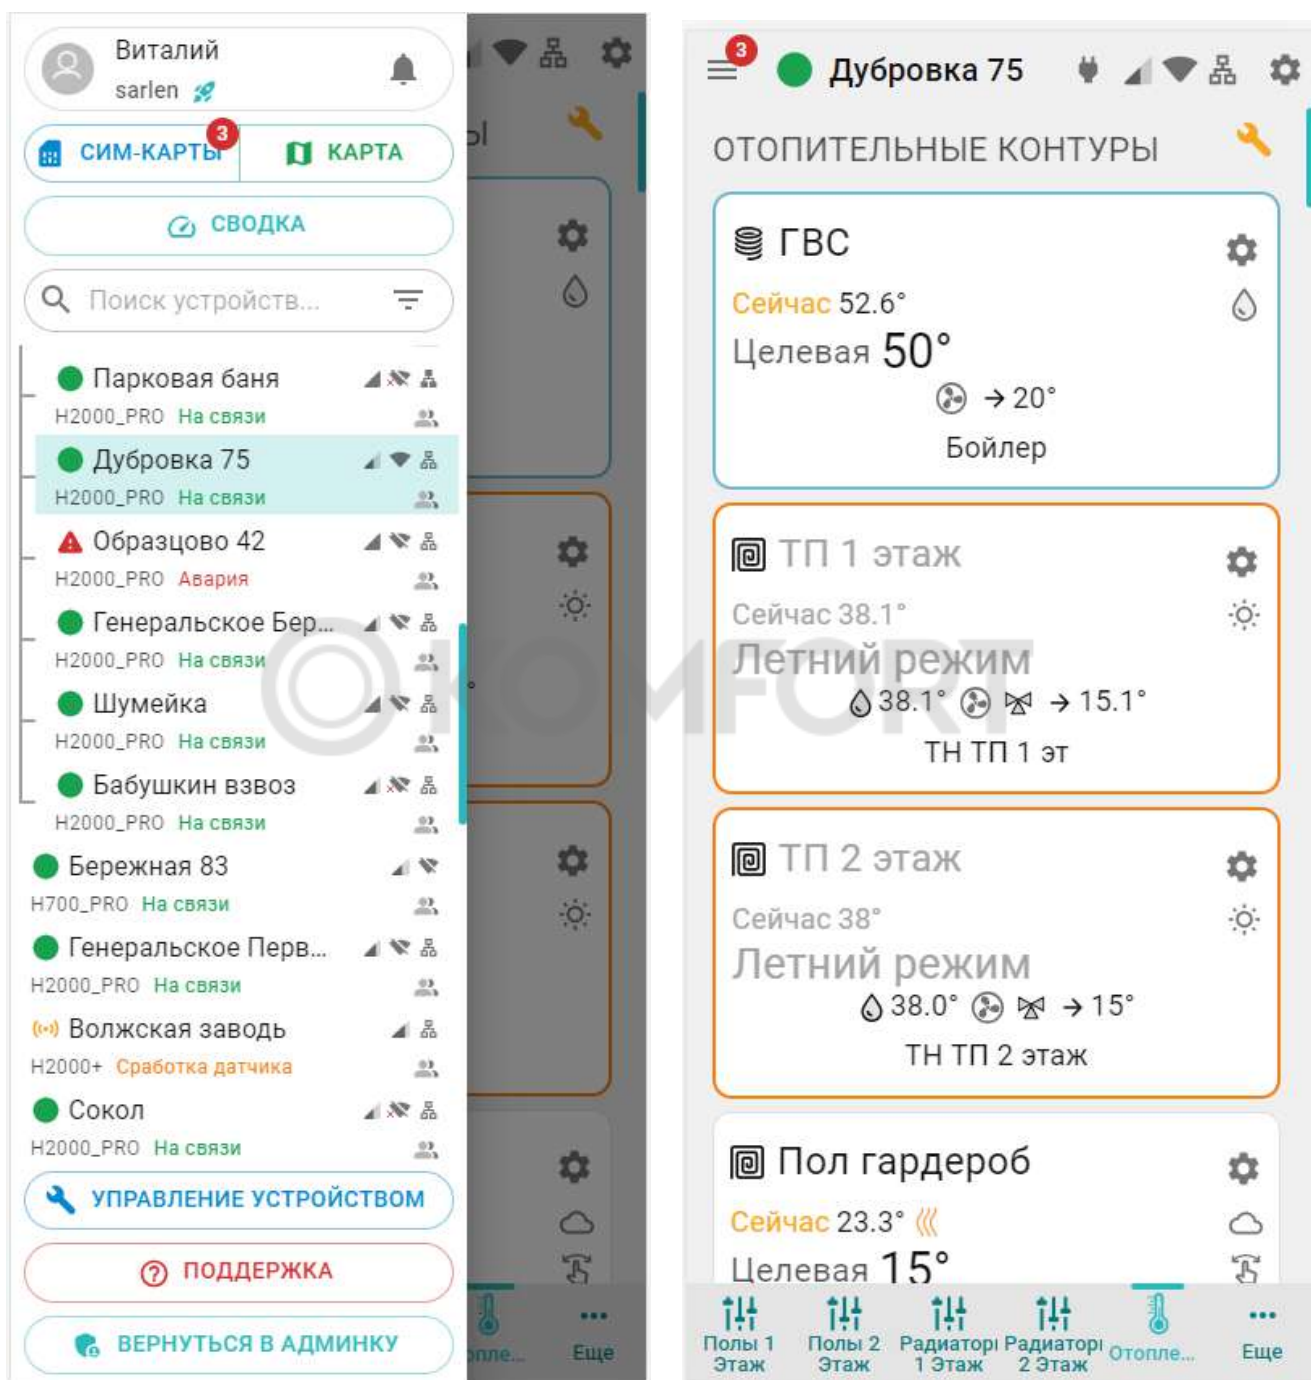 Виталий
sarlen
СИМ-КАРТЫ
3
КАРТА
СВОДКА
Поиск устройств...
Парковая баня
H2000_PRO На связи
Дубровка 75
H2000_PRO На связи
Образцово 42
H2000_PRO Авария
Генеральское Бер...
H2000_PRO На связи
Шумейка
H2000_PRO На связи
Бабушкин взвоз
H2000_PRO На связи
Бережная 83
H700_PRO На связи
Генеральское Перв...
H2000_PRO На связи
Волжская заводь
H2000+ Сработка датчика
Сокол
H2000_PRO На связи
УПРАВЛЕНИЕ УСТРОЙСТВОМ
ПОДДЕРЖКА
ВЕРНУТЬСЯ В АДМИНКУ
Ы
опле...
Еще
3
Дубровка 75
ОТОПИТЕЛЬНЫЕ КОНТУРЫ
ГВС
Сейчас 52.6°
Целевая 50°
→ 20°
Бойлер
ТП 1 этаж
Сейчас 38.1°
Летний режим
38.1° → 15.1°
ТН ТП 1 эт
ТП 2 этаж
Сейчас 38°
Летний режим
38.0° → 15°
ТН ТП 2 этаж
Пол гардероб
Сейчас 23.3°
Целевая 15°
Полы 1 Этаж
Полы 2 Этаж
Радиатор 1 Этаж
Радиатор 2 Этаж
Отопле...
Еще
KOMFORT